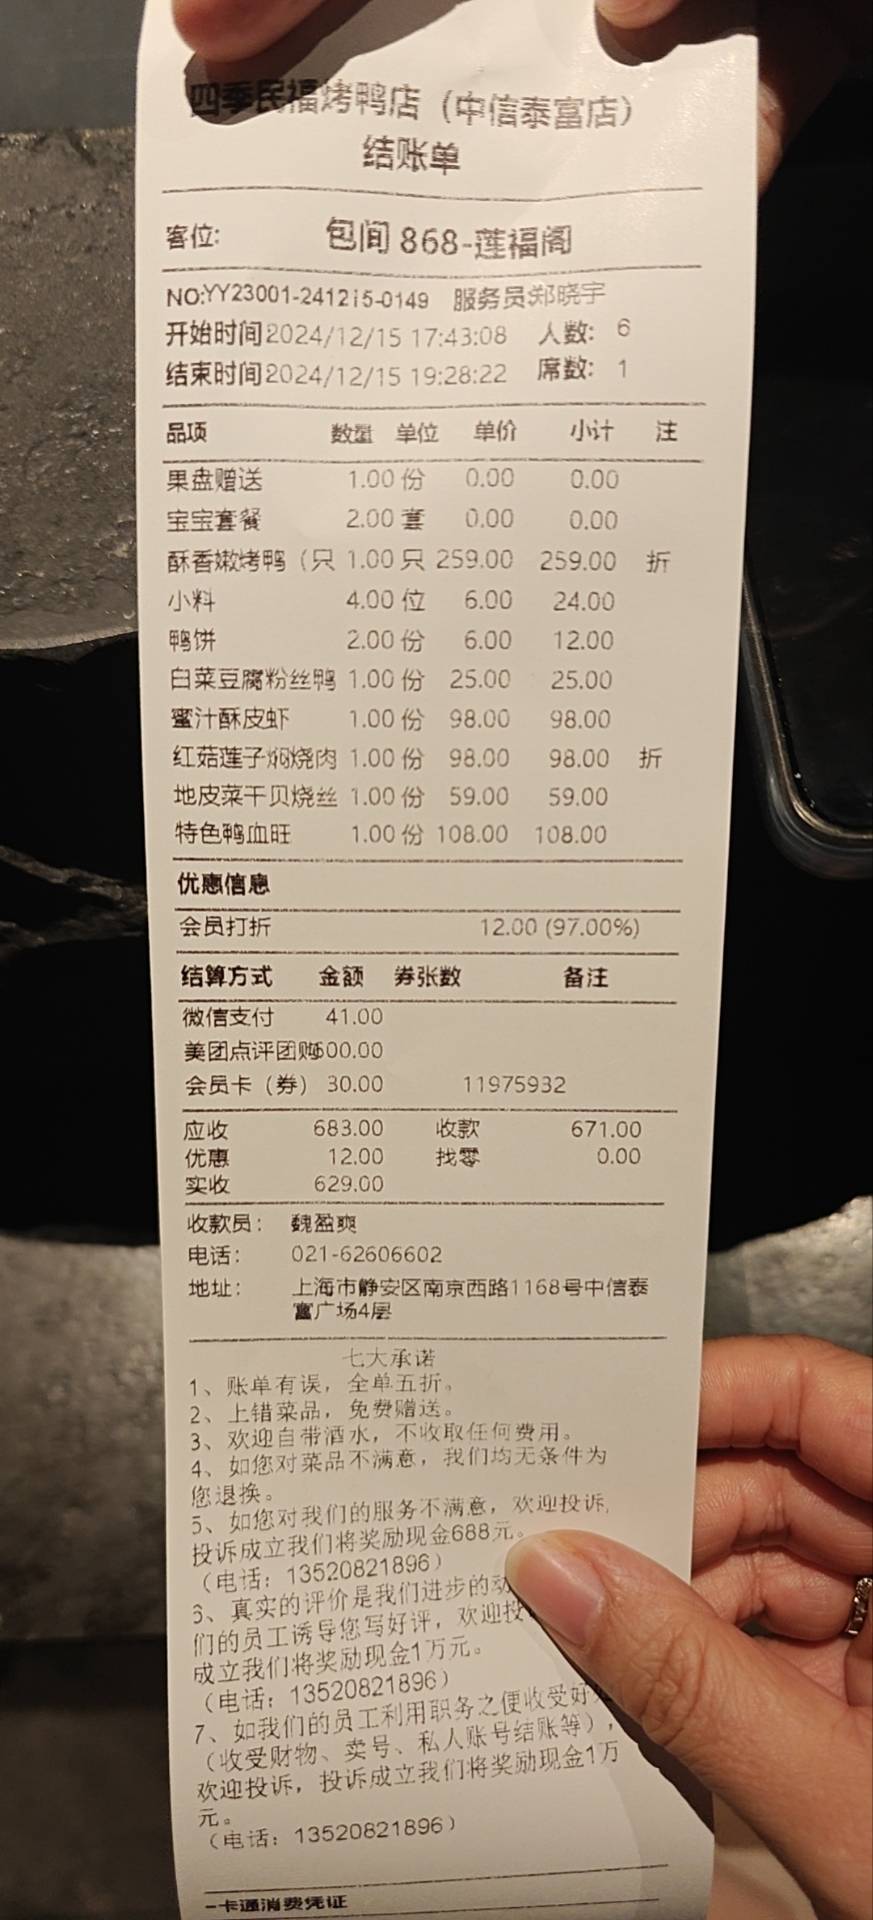 四季民福烤鸭店（中信泰富店）
结账单
客位: 包间 868-莲福阁
NO:YY23001-241215-0149 服务员:郑晓宇
开始时间2024/12/15 17:43:08 人数: 6
结束时间2024/12/15 19:28:22 席数: 1
品项 数量 单位 单价 小计 注
果盘赠送 1.00 份 0.00 0.00
宝宝套餐 2.00 套 0.00 0.00
酥香嫩烤鸭（只 1.00 只 259.00 259.00 折
小料 4.00 位 6.00 24.00
鸭饼 2.00 份 6.00 12.00
白菜豆腐粉丝鸭 1.00 份 25.00 25.00
蜜汁酥皮虾 1.00 份 98.00 98.00
红菇莲子焖烧肉 1.00 份 98.00 98.00 折
地皮菜干贝烧丝 1.00 份 59.00 59.00
特色鸭血旺 1.00 份 108.00 108.00
优惠信息
会员打折 12.00 (97.00%)
结算方式 金额 券张数 备注
微信支付 41.00
美团点评团购600.00
会员卡（券） 30.00 11975932
应收 683.00 收款 671.00
优惠 12.00 找零 0.00
实收 629.00
收款员： 魏盈爽
电话： 021-62606602
地址： 上海市静安区南京西路1168号中信泰
富广场4层
七大承诺
1、账单有误，全单五折。
2、上错菜品，免费赠送。
3、欢迎自带酒水，不收取任何费用。
4、如您对菜品不满意，我们均无条件为
您退换。
5、如您对我们的服务不满意，欢迎投诉,
投诉成立我们将奖励现金688元。
（电话：13520821896）
6、真实的评价是我们进步的动
们的员工诱导您写好评，欢迎投
成立我们将奖励现金1万元。
（电话：13520821896）
7、如我们的员工利用职务之便收受好处
（收受财物、卖号、私人账号结账等），
欢迎投诉，投诉成立我们将奖励现金1万
元。
（电话：13520821896）
一卡通消费凭证